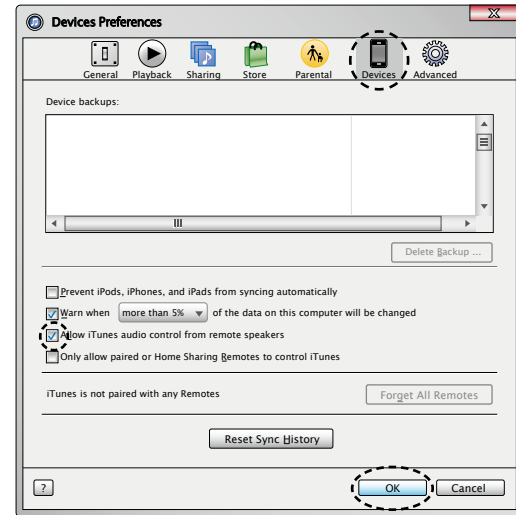 Devices Preferences
X
General Playback Sharing Store Parental Devices Advanced
Device backups:
Delete Backup ...
Prevent iPods, iPhones, and iPads from syncing automatically
Warn when more than 5% of the data on this computer will be changed
Allow iTunes audio control from remote speakers
Only allow paired or Home Sharing Remotes to control iTunes
iTunes is not paired with any Remotes Forget All Remotes
Reset Sync History
? OK Cancel